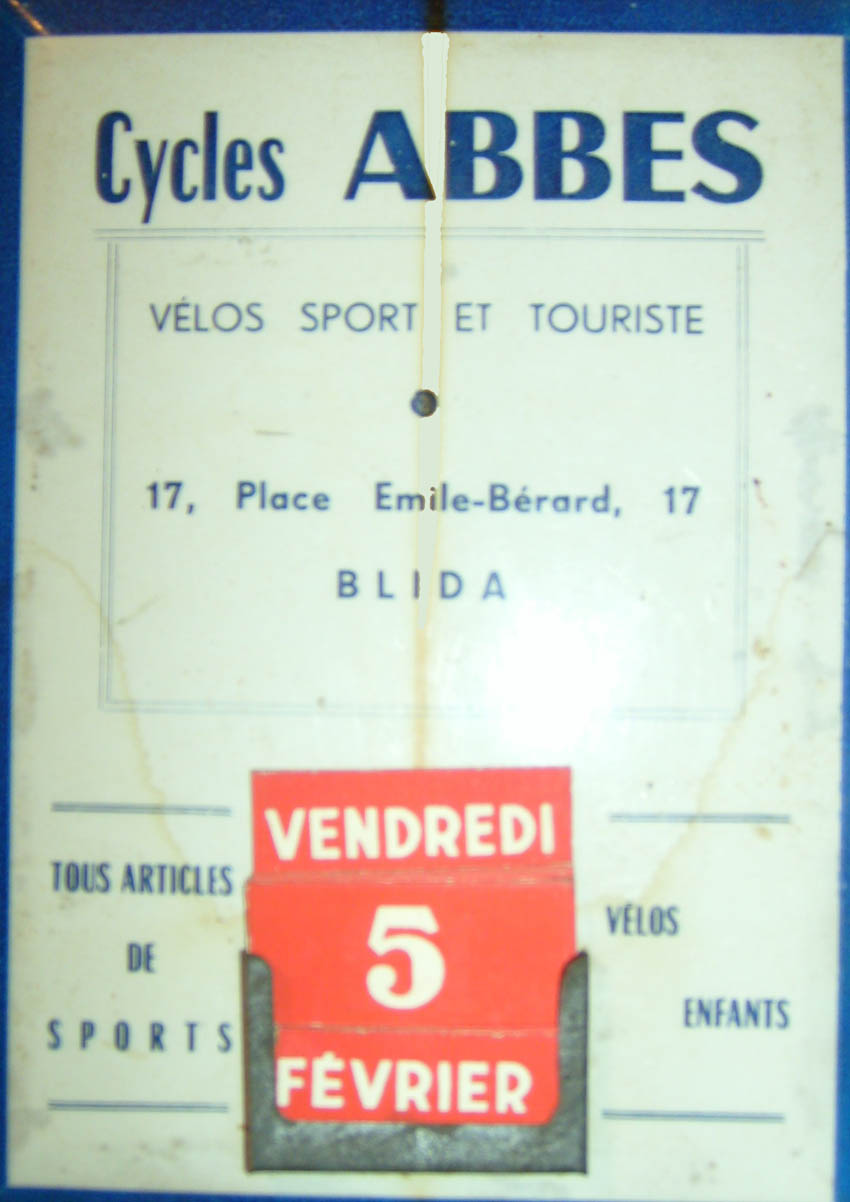 Cycles ABBES
VÉLOS SPORT ET TOURISTE
17, Place Emile-Bérard, 17
BLIDA
TOUS ARTICLES
DE
SPORTS
VENDREDI
5
FÉVRIER
VÉLOS
ENFANTS